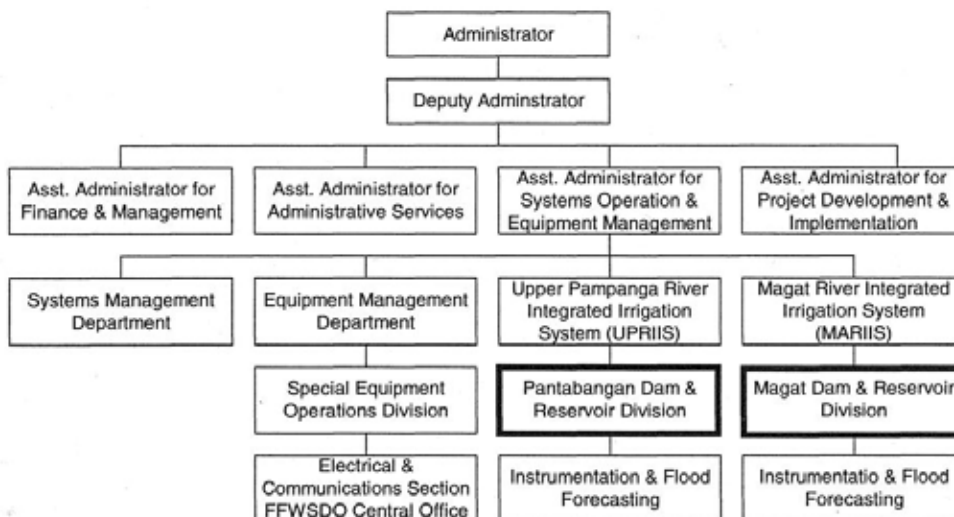 Administrator
Deputy Adminstrator
Asst. Administrator for
Finance & Management
Asst. Administrator for
Administrative Services
Asst. Administrator for
Systems Operation &
Equipment Management
Asst. Administrator for
Project Development &
Implementation
Systems Management
Department
Equipment Management
Department
Upper Pampanga River
Integrated Irrigation
System (UPRIIS)
Magat River Integrated
Irrigation System
(MARIIS)
Special Equipment
Operations Division
Pantabangan Dam &
Reservoir Division
Magat Dam & Reservoir
Division
Electrical &
Communications Section
FFWSDO Central Office
Instrumentation & Flood
Forecasting
Instrumentatio & Flood
Forecasting